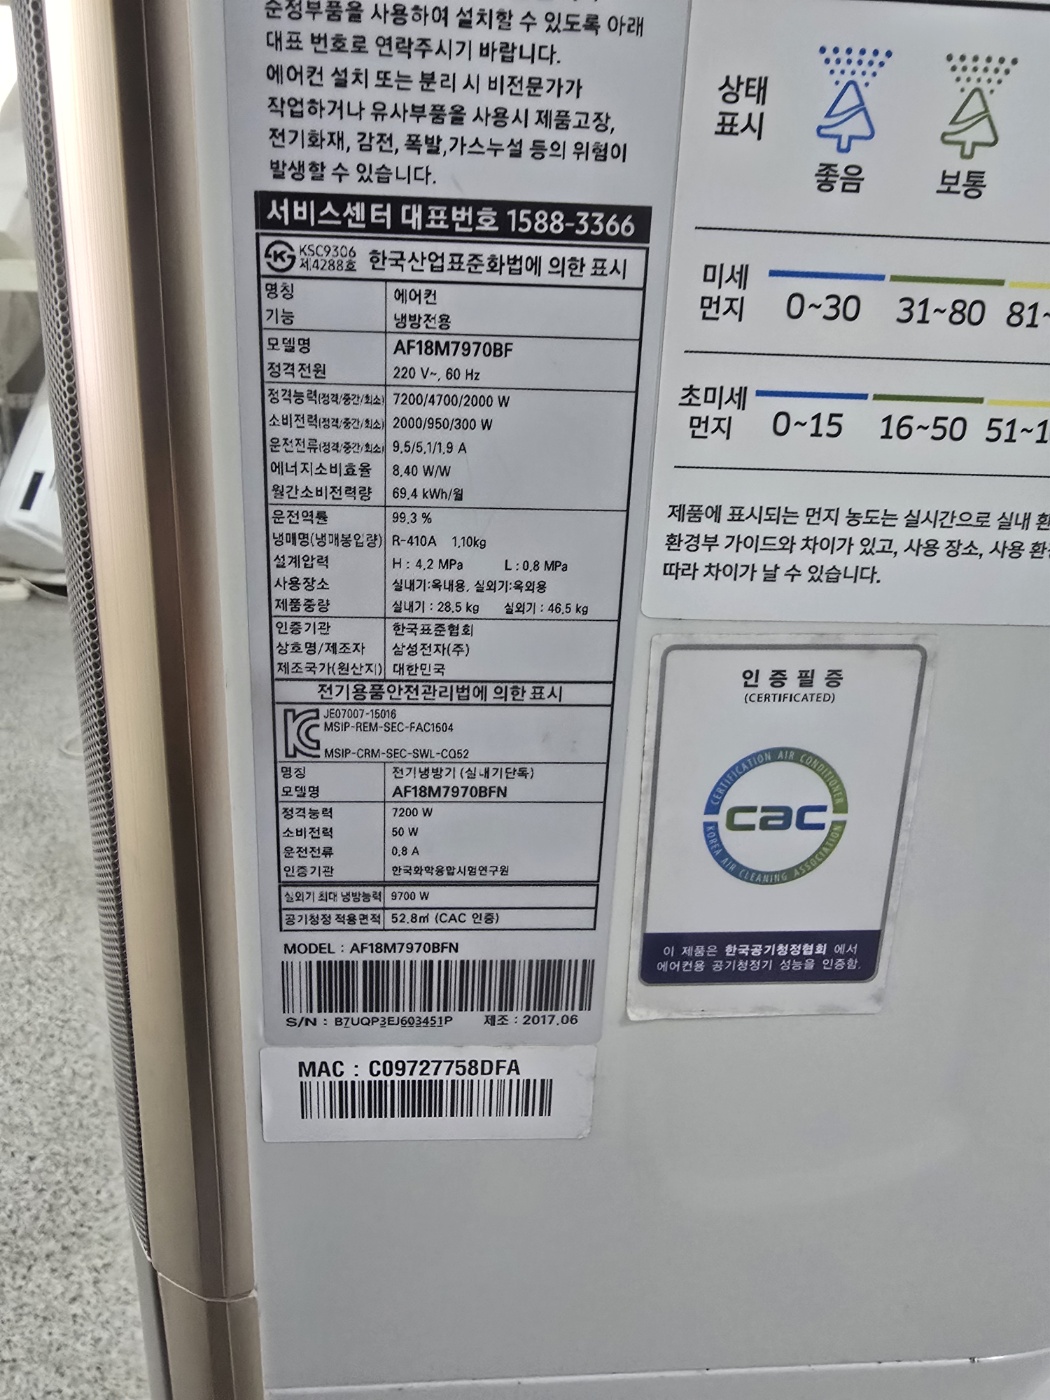 순정부품을 사용하여 설치할 수 있도록 아래
대표 번호로 연락주시기 바랍니다.
에어컨 설치 또는 분리 시 비전문가가
작업하거나 유사부품을 사용시 제품고장,
전기화재, 감전, 폭발,가스누설 등의 위험이
발생할 수 있습니다.
서비스센터 대표번호 1588-3366
KSC9306
제4288호
한국산업표준화법에 의한 표시
명칭 에어컨
기능 냉방전용
모델명 AF18M7970BF
정격전원 220 V~, 60 Hz
정격능력(정격/중간/최소) 7200/4700/2000 W
소비전력(정격/중간/최소) 2000/950/300 W
운전전류(정격/중간/최소) 9.5/5.1/1.9 A
에너지소비효율 8.40 W/W
월간소비전력량 69.4 kWh/월
운전역률 99.3 %
냉매명(냉매봉입량) R-410A 1.10kg
설계압력 H : 4.2 MPa L : 0.8 MPa
사용장소 실내기:옥내용, 실외기:옥외용
제품중량 실내기 : 28.5 kg 실외기 : 46.5 kg
인증기관 한국표준협회
상호명/제조자 삼성전자(주)
제조국가(원산지) 대한민국
전기용품안전관리법에 의한 표시
JE07007-15016
MSIP-REM-SEC-FAC1504
MSIP-CRM-SEC-SWL-CQ52
명칭 전기냉방기 (실내기단독)
모델명 AF18M7970BFN
정격능력 7200 W
소비전력 50 W
운전전류 0.8 A
인증기관 한국화학융합시험연구원
실외기 최대 냉방능력 9700 W
공기청정 적용면적 52.8㎡ (CAC 인증)
MODEL : AF18M7970BFN
S/N : B7UQP3EJ603451P 제조 : 2017.06
MAC : C09727758DFA
상태
표시
좋음 보통
미세
먼지
0~30 31~80 81~
초미세
먼지
0~15 16~50 51~1
제품에 표시되는 먼지 농도는 실시간으로 실내 환
환경부 가이드와 차이가 있고, 사용 장소, 사용 환
따라 차이가 날 수 있습니다.
인 증 필 증
(CERTIFICATED)
CERTIFICATION AIR CONDITIONER
cac
KOREA AIR CLEANING ASSOCIATION
이 제품은 한국공기청정협회 에서
에어컨용 공기청정기 성능을 인증함.